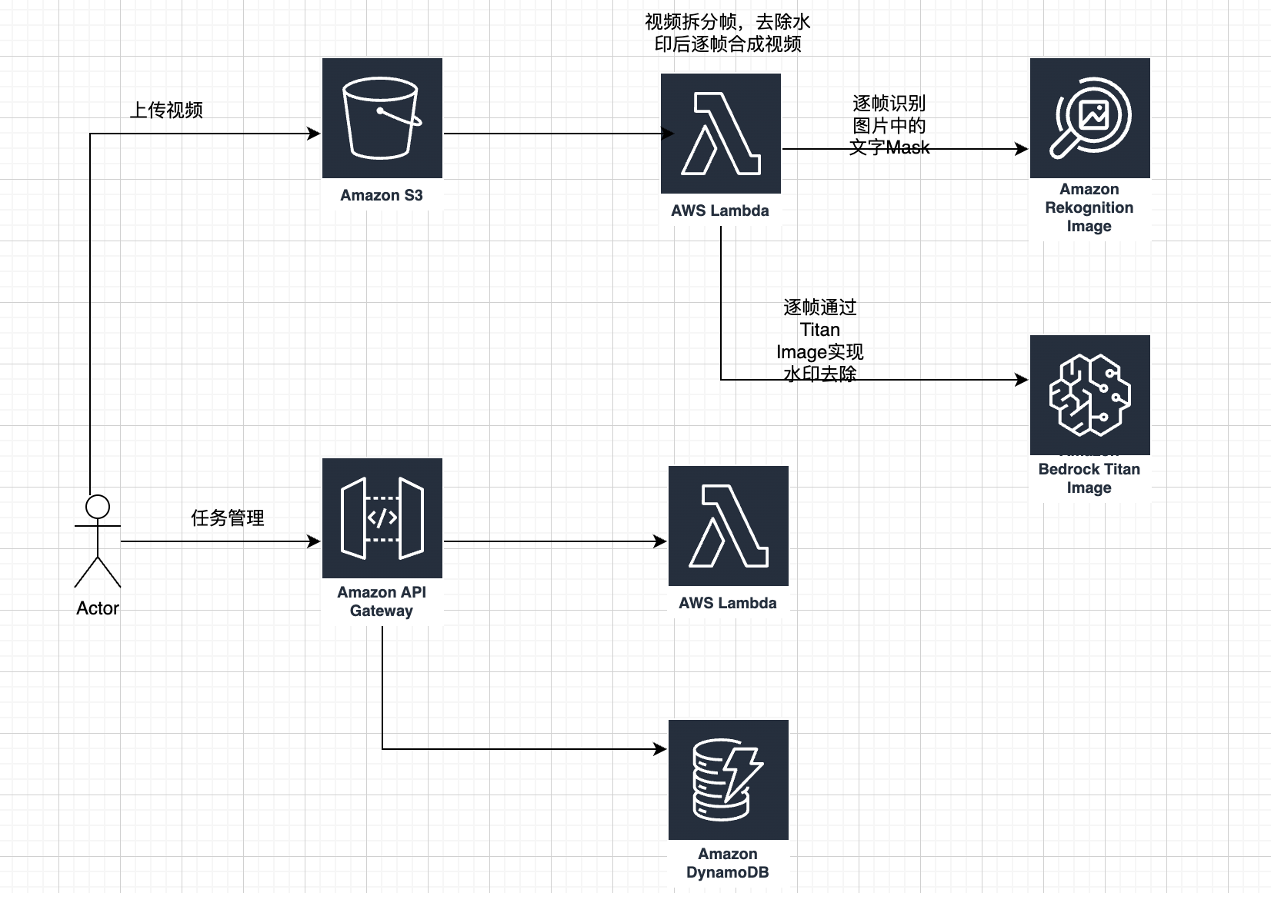 视频拆分帧，去除水
印后逐帧合成视频
上传视频
逐帧识别
图片中的
文字Mask
Amazon S3
AWS Lambda
Amazon
Rekognition
Image
逐帧通过
Titan
Image实现
水印去除
Amazon
Bedrock Titan
Image
任务管理
</>
Actor
Amazon API
Gateway
AWS Lambda
Amazon
DynamoDB